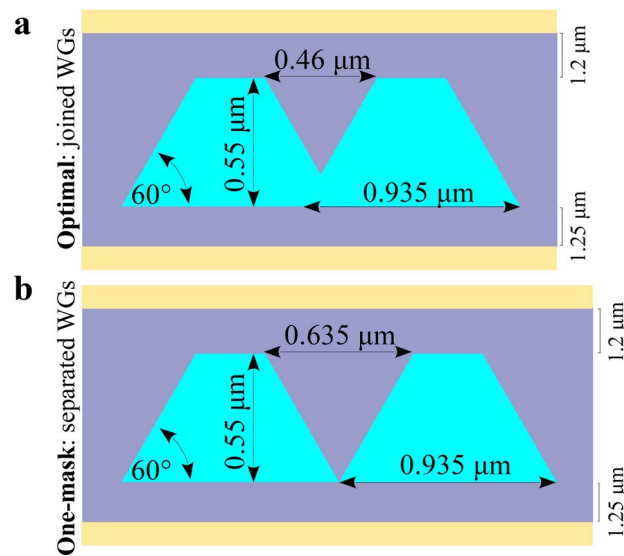 a
Optimal: joined WGs
0.46 μm
0.55 μm
60°
0.935 μm
1.2 μm
1.25 μm
b
One-mask: separated WGs
0.635 μm
0.55 μm
60°
0.935 μm
1.2 μm
1.25 μm